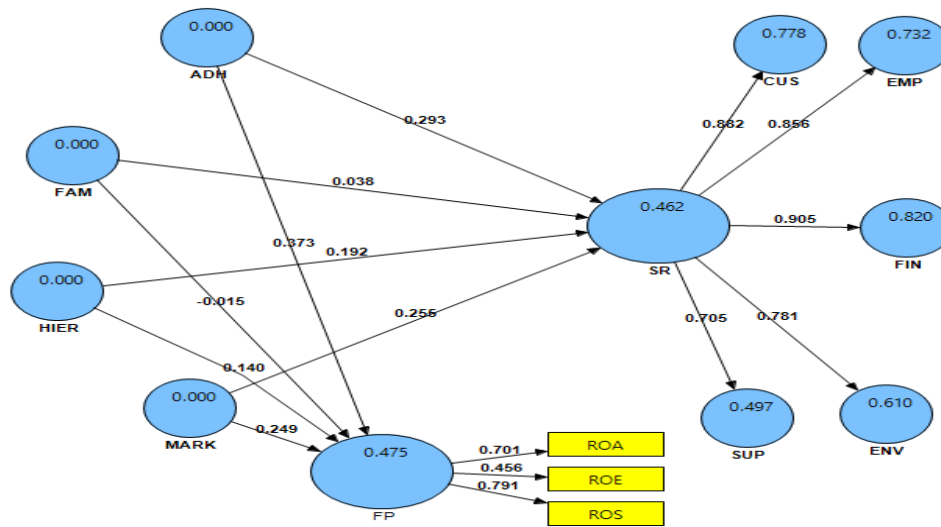 0.000
ADH
0.778
CUS
0.732
EMP
0.293
0.882
0.856
0.000
FAM
0.038
0.462
SR
0.905
0.820
FIN
0.373
0.192
0.000
HIER
-0.015
0.255
0.705
0.781
0.140
0.000
MARK
0.249
0.497
SUP
0.610
ENV
0.475
FP
0.701
ROA
0.456
ROE
0.791
ROS